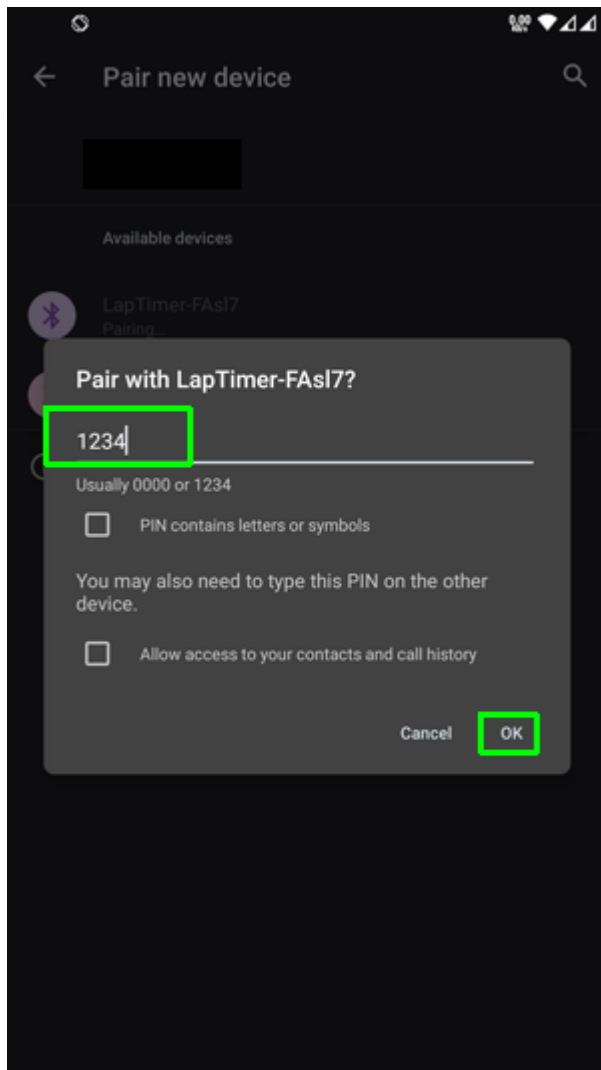 0.00
Pair new device
Available devices
LapTimer-FAsl7
Pairing...
Pair with LapTimer-FAsl7?
1234
Usually 0000 or 1234
PIN contains letters or symbols
You may also need to type this PIN on the other
device.
Allow access to your contacts and call history
Cancel OK